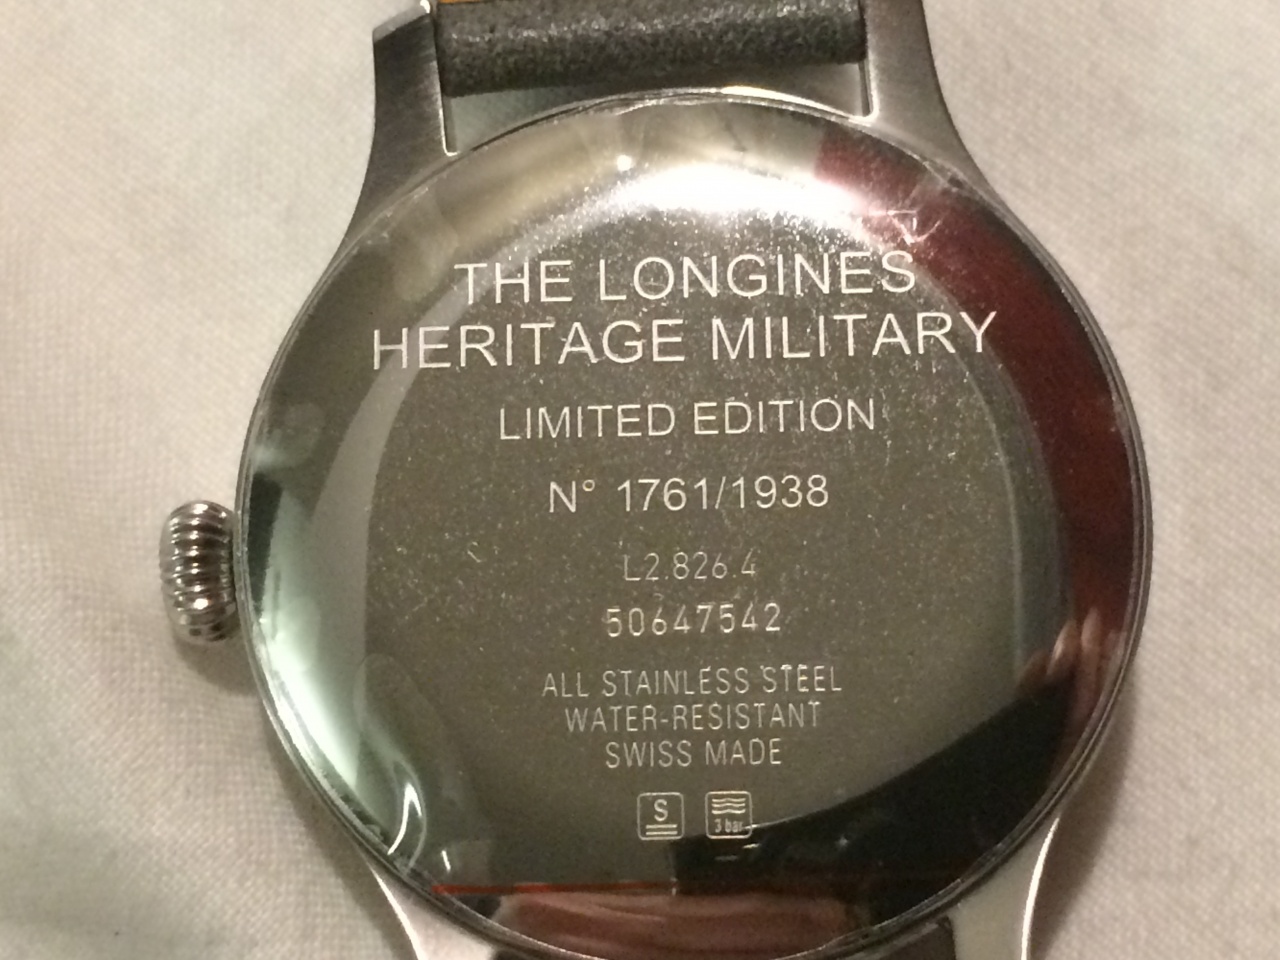 THE LONGINES
HERITAGE MILITARY
LIMITED EDITION
N° 1761/1938
L2.826.4
50647542
ALL STAINLESS STEEL
WATER-RESISTANT
SWISS MADE
S
3 bar